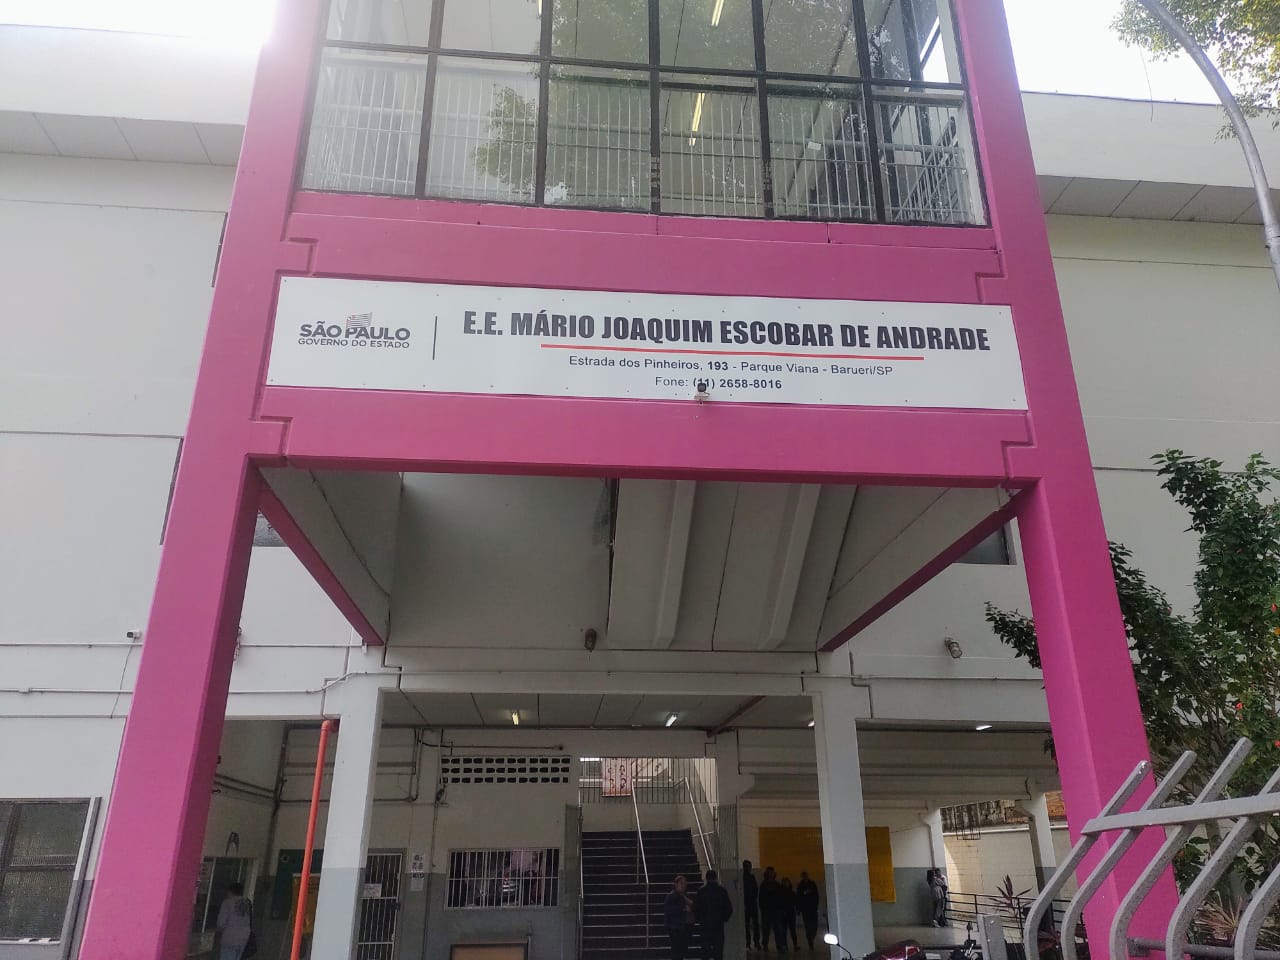 SÃO PAULO
GOVERNO DO ESTADO
E.E. MÁRIO JOAQUIM ESCOBAR DE ANDRADE
Estrada dos Pinheiros, 193 - Parque Viana - Barueri/SP
Fone: (11) 2658-8016